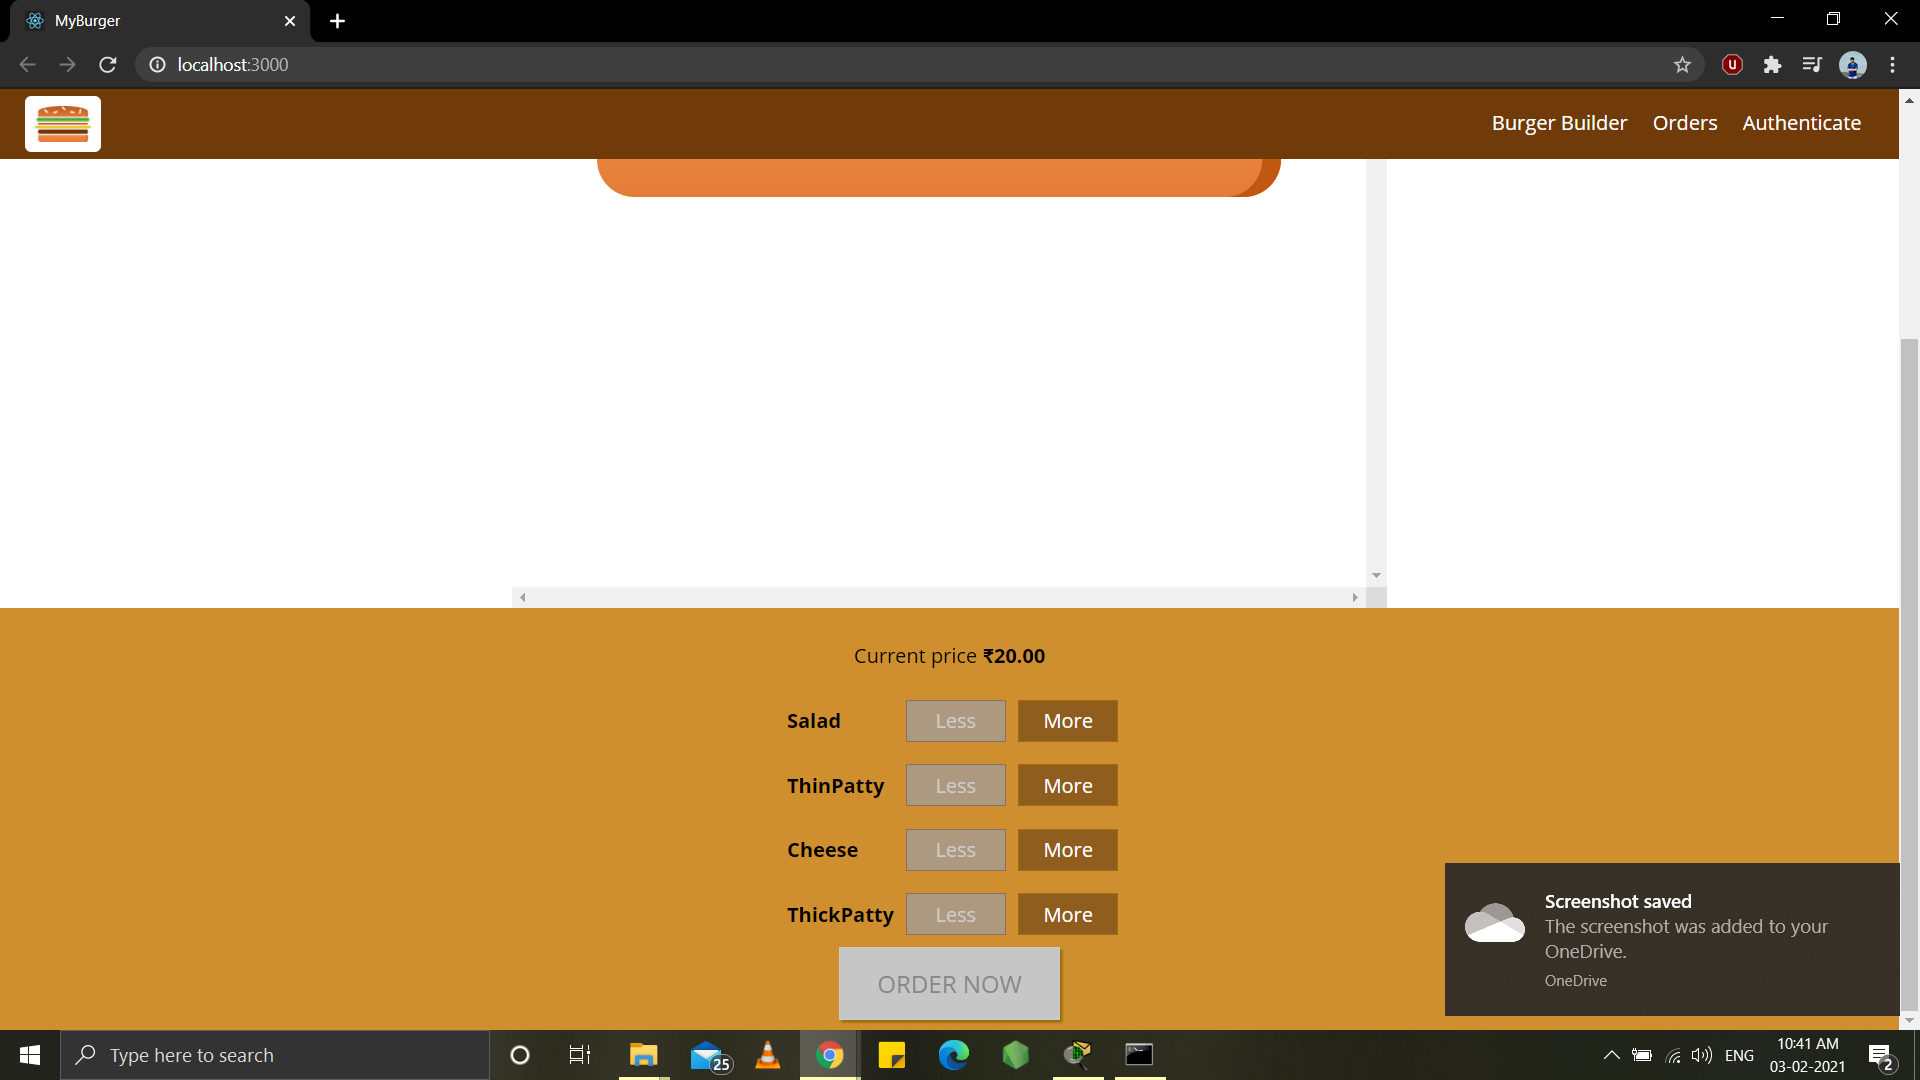 MyBurger
localhost:3000
Burger Builder Orders Authenticate
Current price ₹20.00
Salad Less More
ThinPatty Less More
Cheese Less More
ThickPatty Less More
ORDER NOW
Screenshot saved
The screenshot was added to your
OneDrive.
OneDrive
Type here to search
25
ENG
10:41 AM
03-02-2021
2